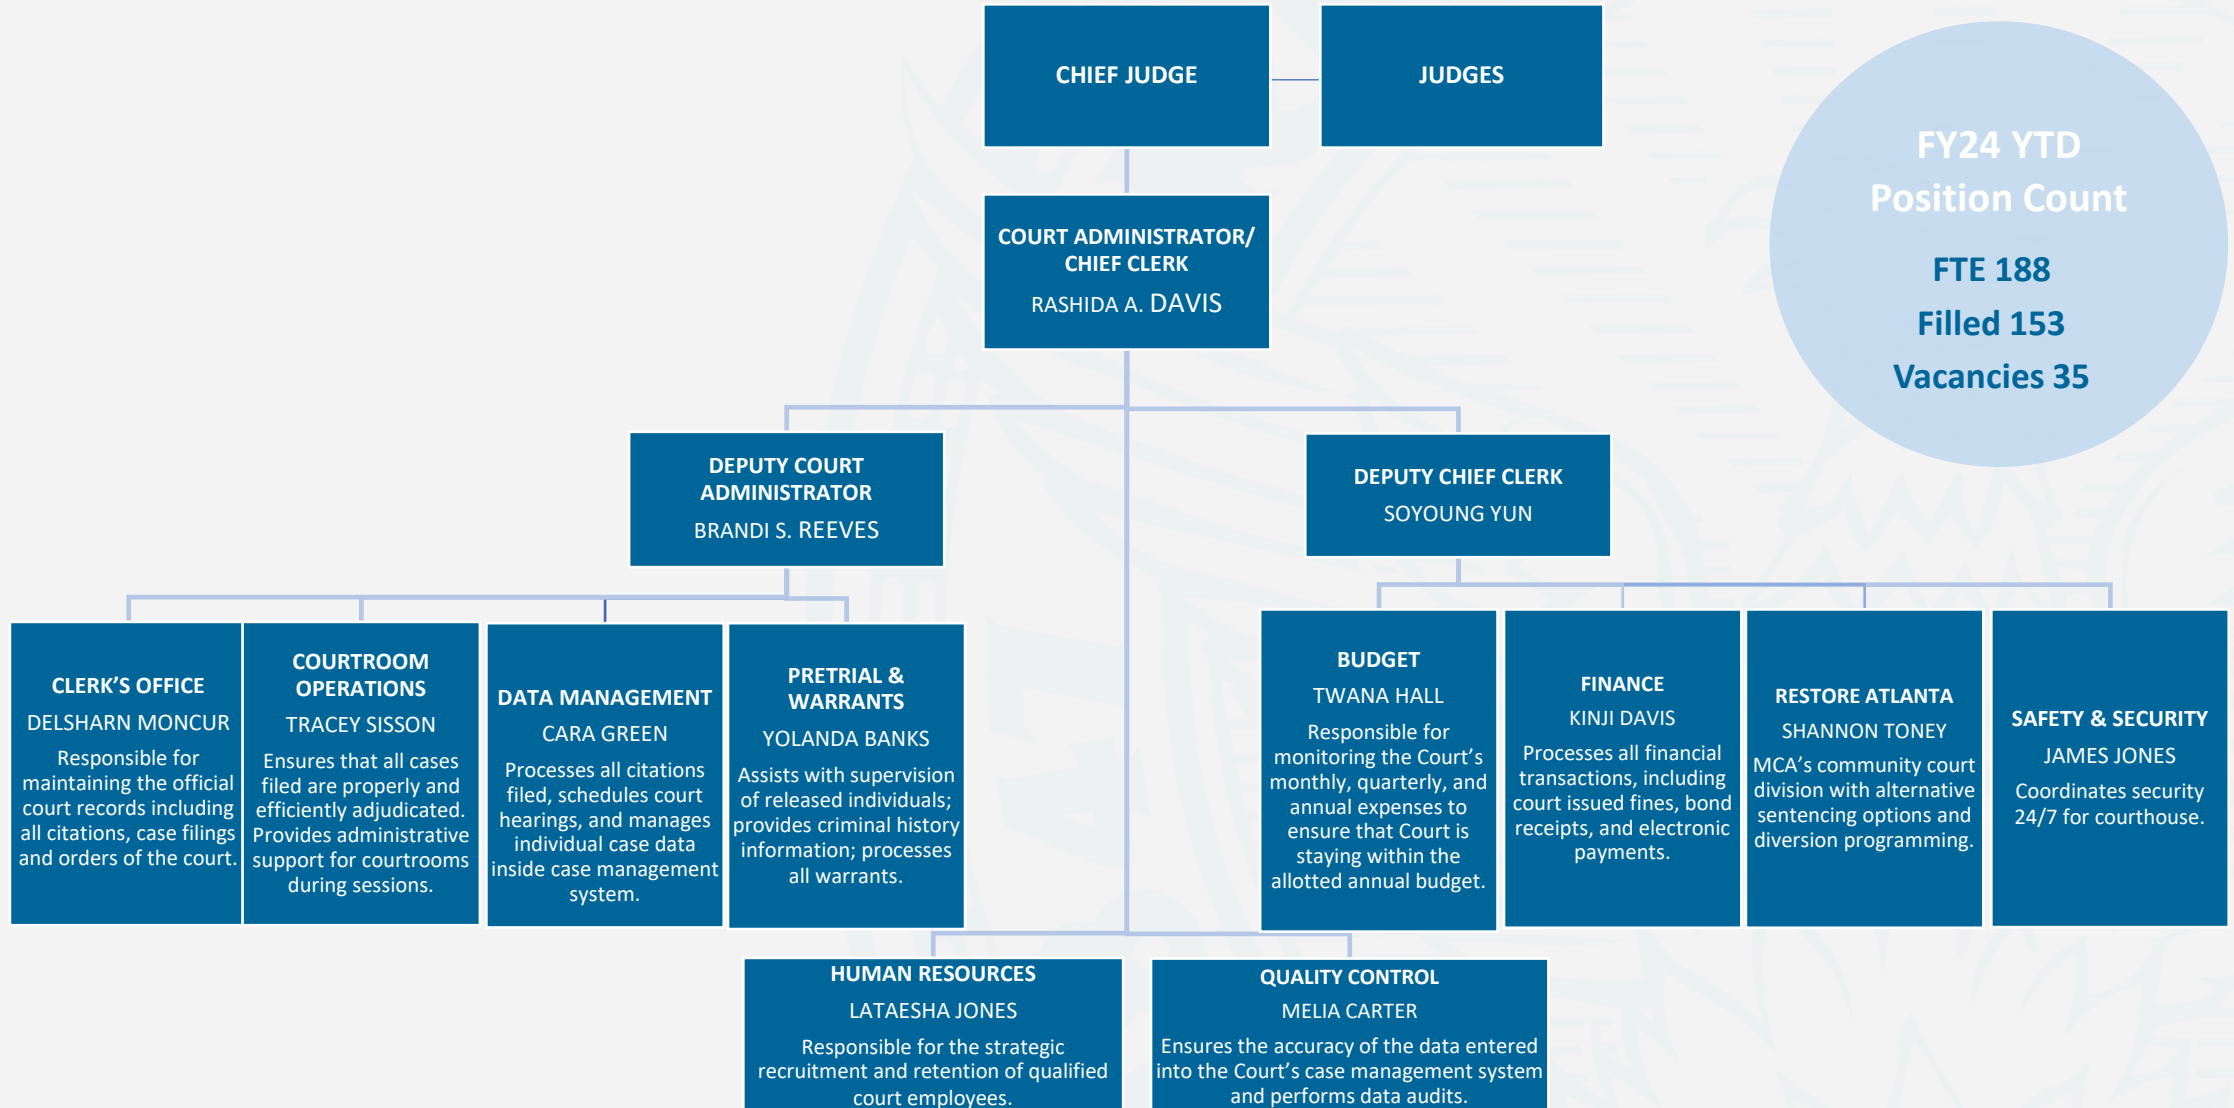 CHIEF JUDGE
JUDGES
FY24 YTD
Position Count
FTE 188
Filled 153
Vacancies 35
COURT ADMINISTRATOR/
CHIEF CLERK
RASHIDA A. DAVIS
DEPUTY COURT
ADMINISTRATOR
BRANDI S. REEVES
DEPUTY CHIEF CLERK
SOYOUNG YUN
CLERK’S OFFICE
DELSHARN MONCUR
Responsible for
maintaining the official
court records including
all citations, case filings
and orders of the court.
COURTROOM
OPERATIONS
TRACEY SISSON
Ensures that all cases
filed are properly and
efficiently adjudicated.
Provides administrative
support for courtrooms
during sessions.
DATA MANAGEMENT
CARA GREEN
Processes all citations
filed, schedules court
hearings, and manages
individual case data
inside case management
system.
PRETRIAL &
WARRANTS
YOLANDA BANKS
Assists with supervision
of released individuals;
provides criminal history
information; processes
all warrants.
BUDGET
TWANA HALL
Responsible for
monitoring the Court’s
monthly, quarterly, and
annual expenses to
ensure that Court is
staying within the
allotted annual budget.
FINANCE
KINJI DAVIS
Processes all financial
transactions, including
court issued fines, bond
receipts, and electronic
payments.
RESTORE ATLANTA
SHANNON TONEY
MCA’s community court
division with alternative
sentencing options and
diversion programming.
SAFETY & SECURITY
JAMES JONES
Coordinates security
24/7 for courthouse.
HUMAN RESOURCES
LATAESHA JONES
Responsible for the strategic
recruitment and retention of qualified
court employees.
QUALITY CONTROL
MELIA CARTER
Ensures the accuracy of the data entered
into the Court’s case management system
and performs data audits.